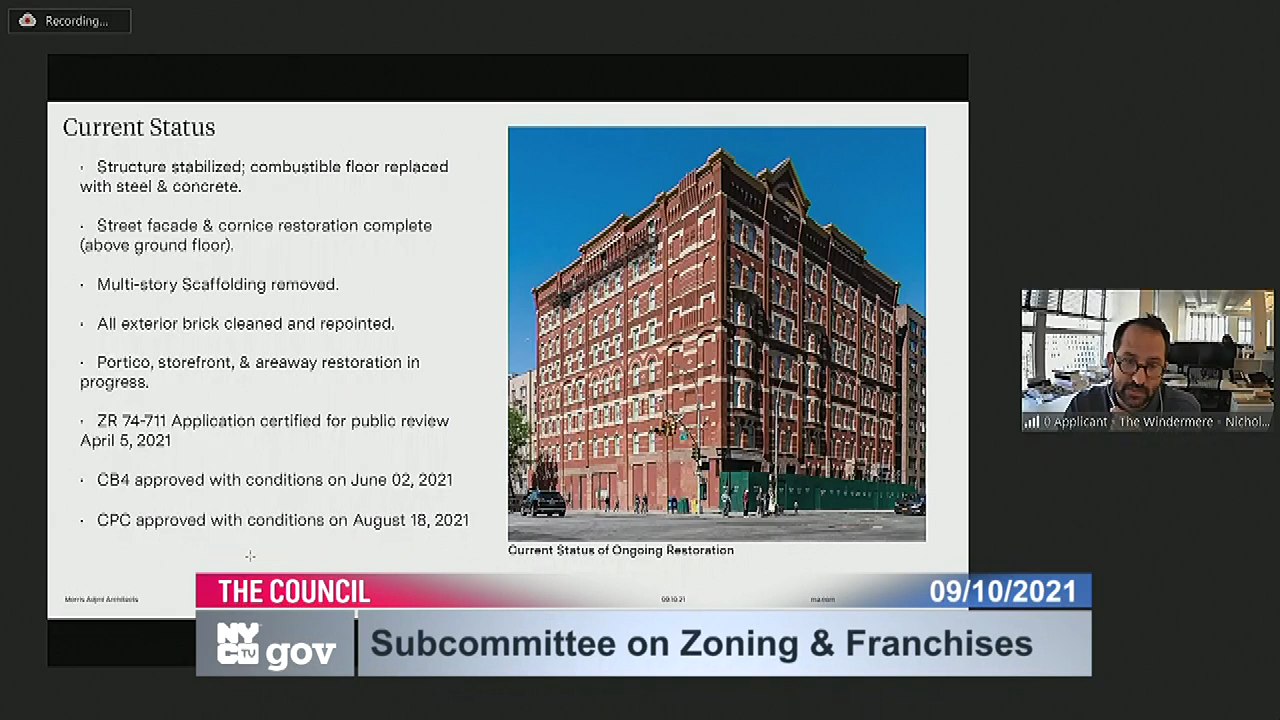 Recording...
Current Status
· Structure stabilized; combustible floor replaced
with steel & concrete.
· Street facade & cornice restoration complete
(above ground floor).
· Multi-story Scaffolding removed.
· All exterior brick cleaned and repointed.
· Portico, storefront, & areaway restoration in
progress.
· ZR 74-711 Application certified for public review
April 5, 2021
· CB4 approved with conditions on June 02, 2021
· CPC approved with conditions on August 18, 2021
Current Status of Ongoing Restoration
0 Applicant - The Windermere - Nichol...
Morris Adjmi Architects
09.10.21
THE COUNCIL
09/10/2021
NYC TV gov
Subcommittee on Zoning & Franchises